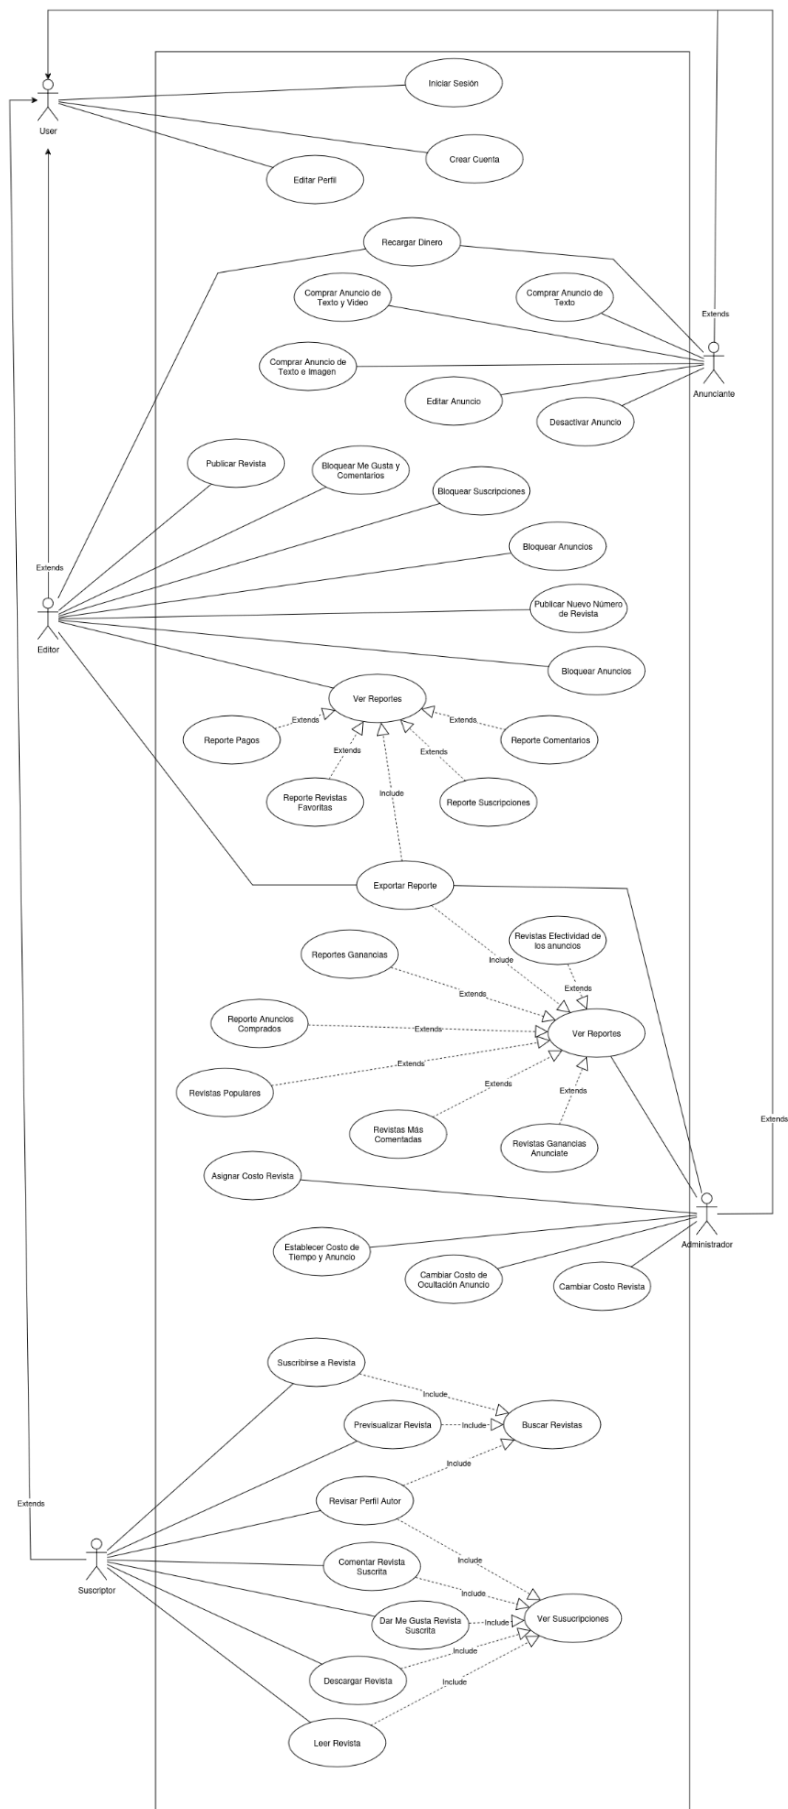 Iniciar Sesión
User
Crear Cuenta
Editar Perfil
Recargar Dinero
Comprar Anuncio de
Texto y Video
Comprar Anuncio de
Texto
Extends
Comprar Anuncio de
Texto e Imagen
Anunciante
Editar Anuncio
Desactivar Anuncio
Publicar Revista
Bloquear Me Gusta y
Comentarios
Bloquear Suscripciones
Bloquear Anuncios
Extends
Publicar Nuevo Número
de Revista
Editor
Bloquear Anuncios
Ver Reportes
Extends
Extends
Reporte Pagos
Extends
Extends
Reporte Comentarios
Include
Reporte Revistas
Favoritas
Reporte Suscripciones
Exportar Reporte
Revistas Efectividad de
los anuncios
Reportes Ganancias
Include
Extends
Extends
Reporte Anuncios
Comprados
Extends
Ver Reportes
Extends
Revistas Populares
Extends
Extends
Extends
Revistas Más
Comentadas
Revistas Ganancias
Anunciate
Asignar Costo Revista
Administrador
Establecer Costo de
Tiempo y Anuncio
Cambiar Costo de
Ocultación Anuncio
Cambiar Costo Revista
Suscribirse a Revista
Include
Previsualizar Revista
Include
Buscar Revistas
Include
Revisar Perfil Autor
Extends
Include
Comentar Revista
Suscrita
Suscriptor
Include
Dar Me Gusta Revista
Suscrita
Include
Ver Susucripciones
Include
Descargar Revista
Include
Leer Revista